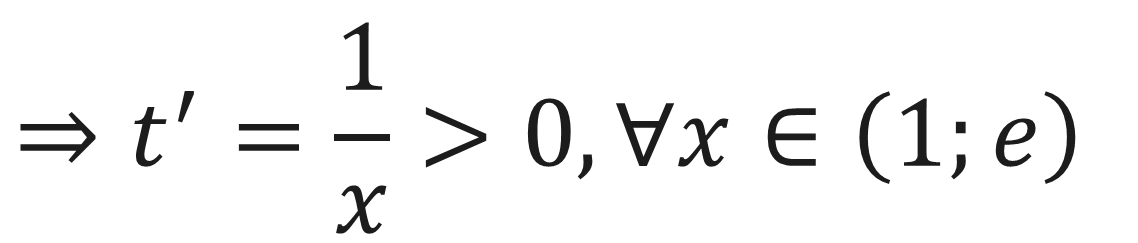 ⇒ t′ = 1/x > 0, ∀x ∈ (1; e)